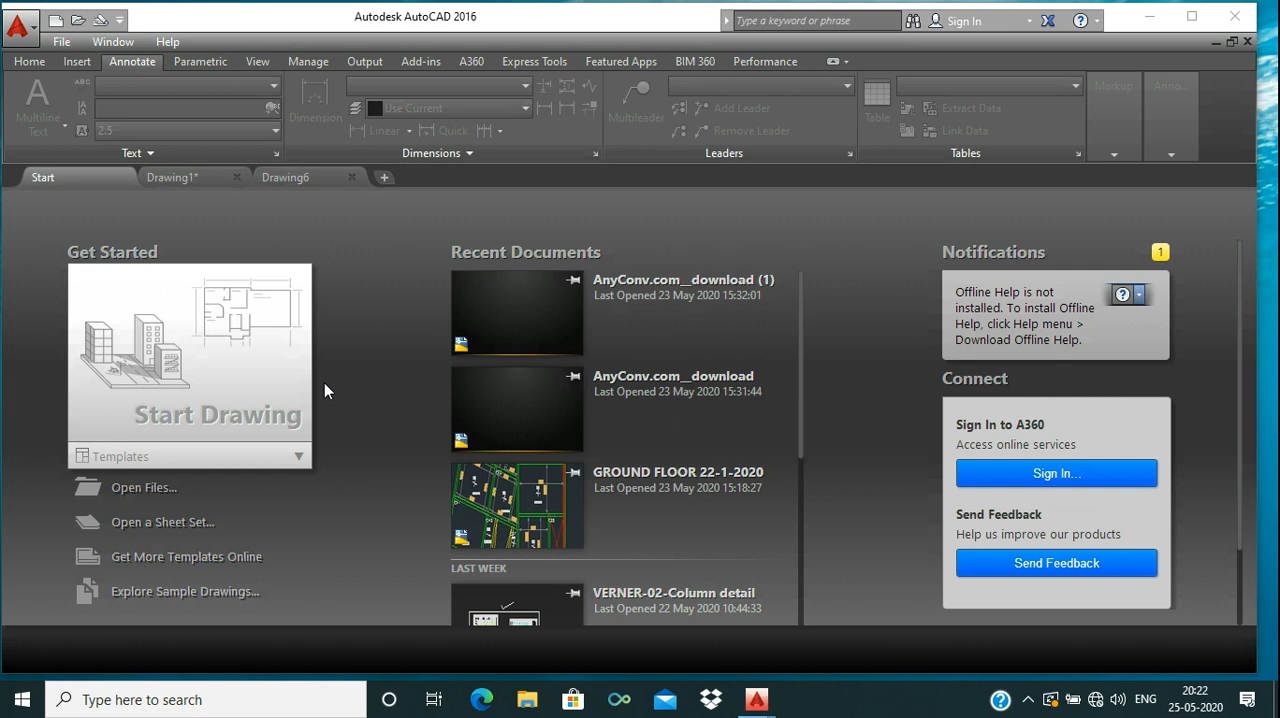 Autodesk AutoCAD 2016
Type a keyword or phrase
Sign In
File Window Help
Home Insert Annotate Parametric View Manage Output Add-ins A360 Express Tools Featured Apps BIM 360 Performance
Multiline Text
ABC
2.5
Text
Dimension
Use Current
Linear
Quick
Dimensions
Multileader
Add Leader
Remove Leader
Leaders
Table
Extract Data
Link Data
Tables
Markup
Anno...
Start
Drawing1*
Drawing6
Get Started
Start Drawing
Templates
Open Files...
Open a Sheet Set...
Get More Templates Online
Explore Sample Drawings...
Recent Documents
AnyConv.com__download (1)
Last Opened 23 May 2020 15:32:01
AnyConv.com__download
Last Opened 23 May 2020 15:31:44
GROUND FLOOR 22-1-2020
Last Opened 23 May 2020 15:18:27
LAST WEEK
VERNER-02-Column detail
Last Opened 22 May 2020 10:44:33
Notifications
1
Offline Help is not
installed. To install Offline
Help, click Help menu >
Download Offline Help.
Connect
Sign In to A360
Access online services
Sign In...
Send Feedback
Help us improve our products
Send Feedback
Type here to search
ENG
20:22
25-05-2020